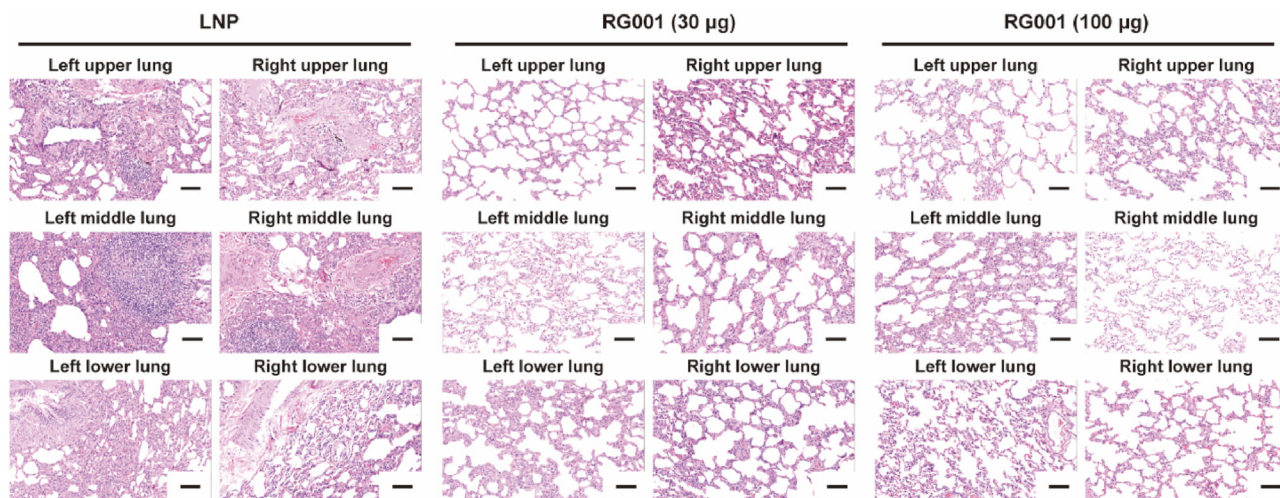 LNP RG001 (30 µg) RG001 (100 µg)
Left upper lung Right upper lung Left upper lung Right upper lung Left upper lung Right upper lung
Left middle lung Right middle lung Left middle lung Right middle lung Left middle lung Right middle lung
Left lower lung Right lower lung Left lower lung Right lower lung Left lower lung Right lower lung